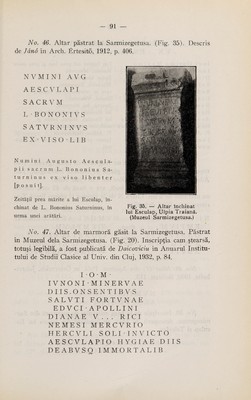 — 91 —
No. 46. Altar păstrat la Sarmizegetusa. (Fig. 35). Descris
de Jánó în Arch. Értesitő, 1912, p. 406.
NVMINI AVG
AESCVLAPI
SACRVM
L · BONONIVS
SATVRNINVS
EX · VISO · LIB
Numini Augusto Aescula-
pii sacrum L. Bononius Sa-
turninus ex viso libenter
[posuit].
Zeității prea mărite a lui Esculap, în-
chinat de L. Bononius Saturninus, în
urma unei arătări.
Fig. 35. — Altar închinat
lui Esculap, Ulpia Traiană.
(Muzeul Sarmizegetusa.)
No. 47. Altar de marmoră găsit la Sarmizegetusa, Păstrat
în Muzeul dela Sarmizegetusa. (Fig. 20). Inscripția cam ștearsă,
totuși legibilă, a fost publicată de Daicoviciu în Anuarul Institu-
tului de Studii Clasice al Univ. din Cluj, 1932, p. 84.
I · O · M ·
IVNONI · MINERVAE
DIIS · ONSENTIBVS
SALVTI FORTVNAE
EDVCI · APOLLINI
DIANAE V... RICI
NEMESI MERCVRIO
HERCVLI SOLI · INVICTO
AESCVLAPIO · HYGIAE DIIS
DEABVSQ · IMMORTALIB